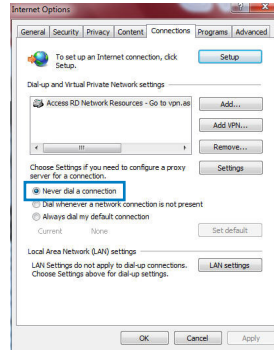 Internet Options
General Security Privacy Content Connections Programs Advanced
To set up an Internet connection, click
Setup.
Setup
Dial-up and Virtual Private Network settings
Access RD Network Resources - Go to vpn.as
Add...
Add VPN...
Remove...
Choose Settings if you need to configure a proxy
server for a connection.
Settings
Never dial a connection
Dial whenever a network connection is not present
Always dial my default connection
Current None
Set default
Local Area Network (LAN) settings
LAN Settings do not apply to dial-up connections.
Choose Settings above for dial-up settings.
LAN settings
OK Cancel Apply